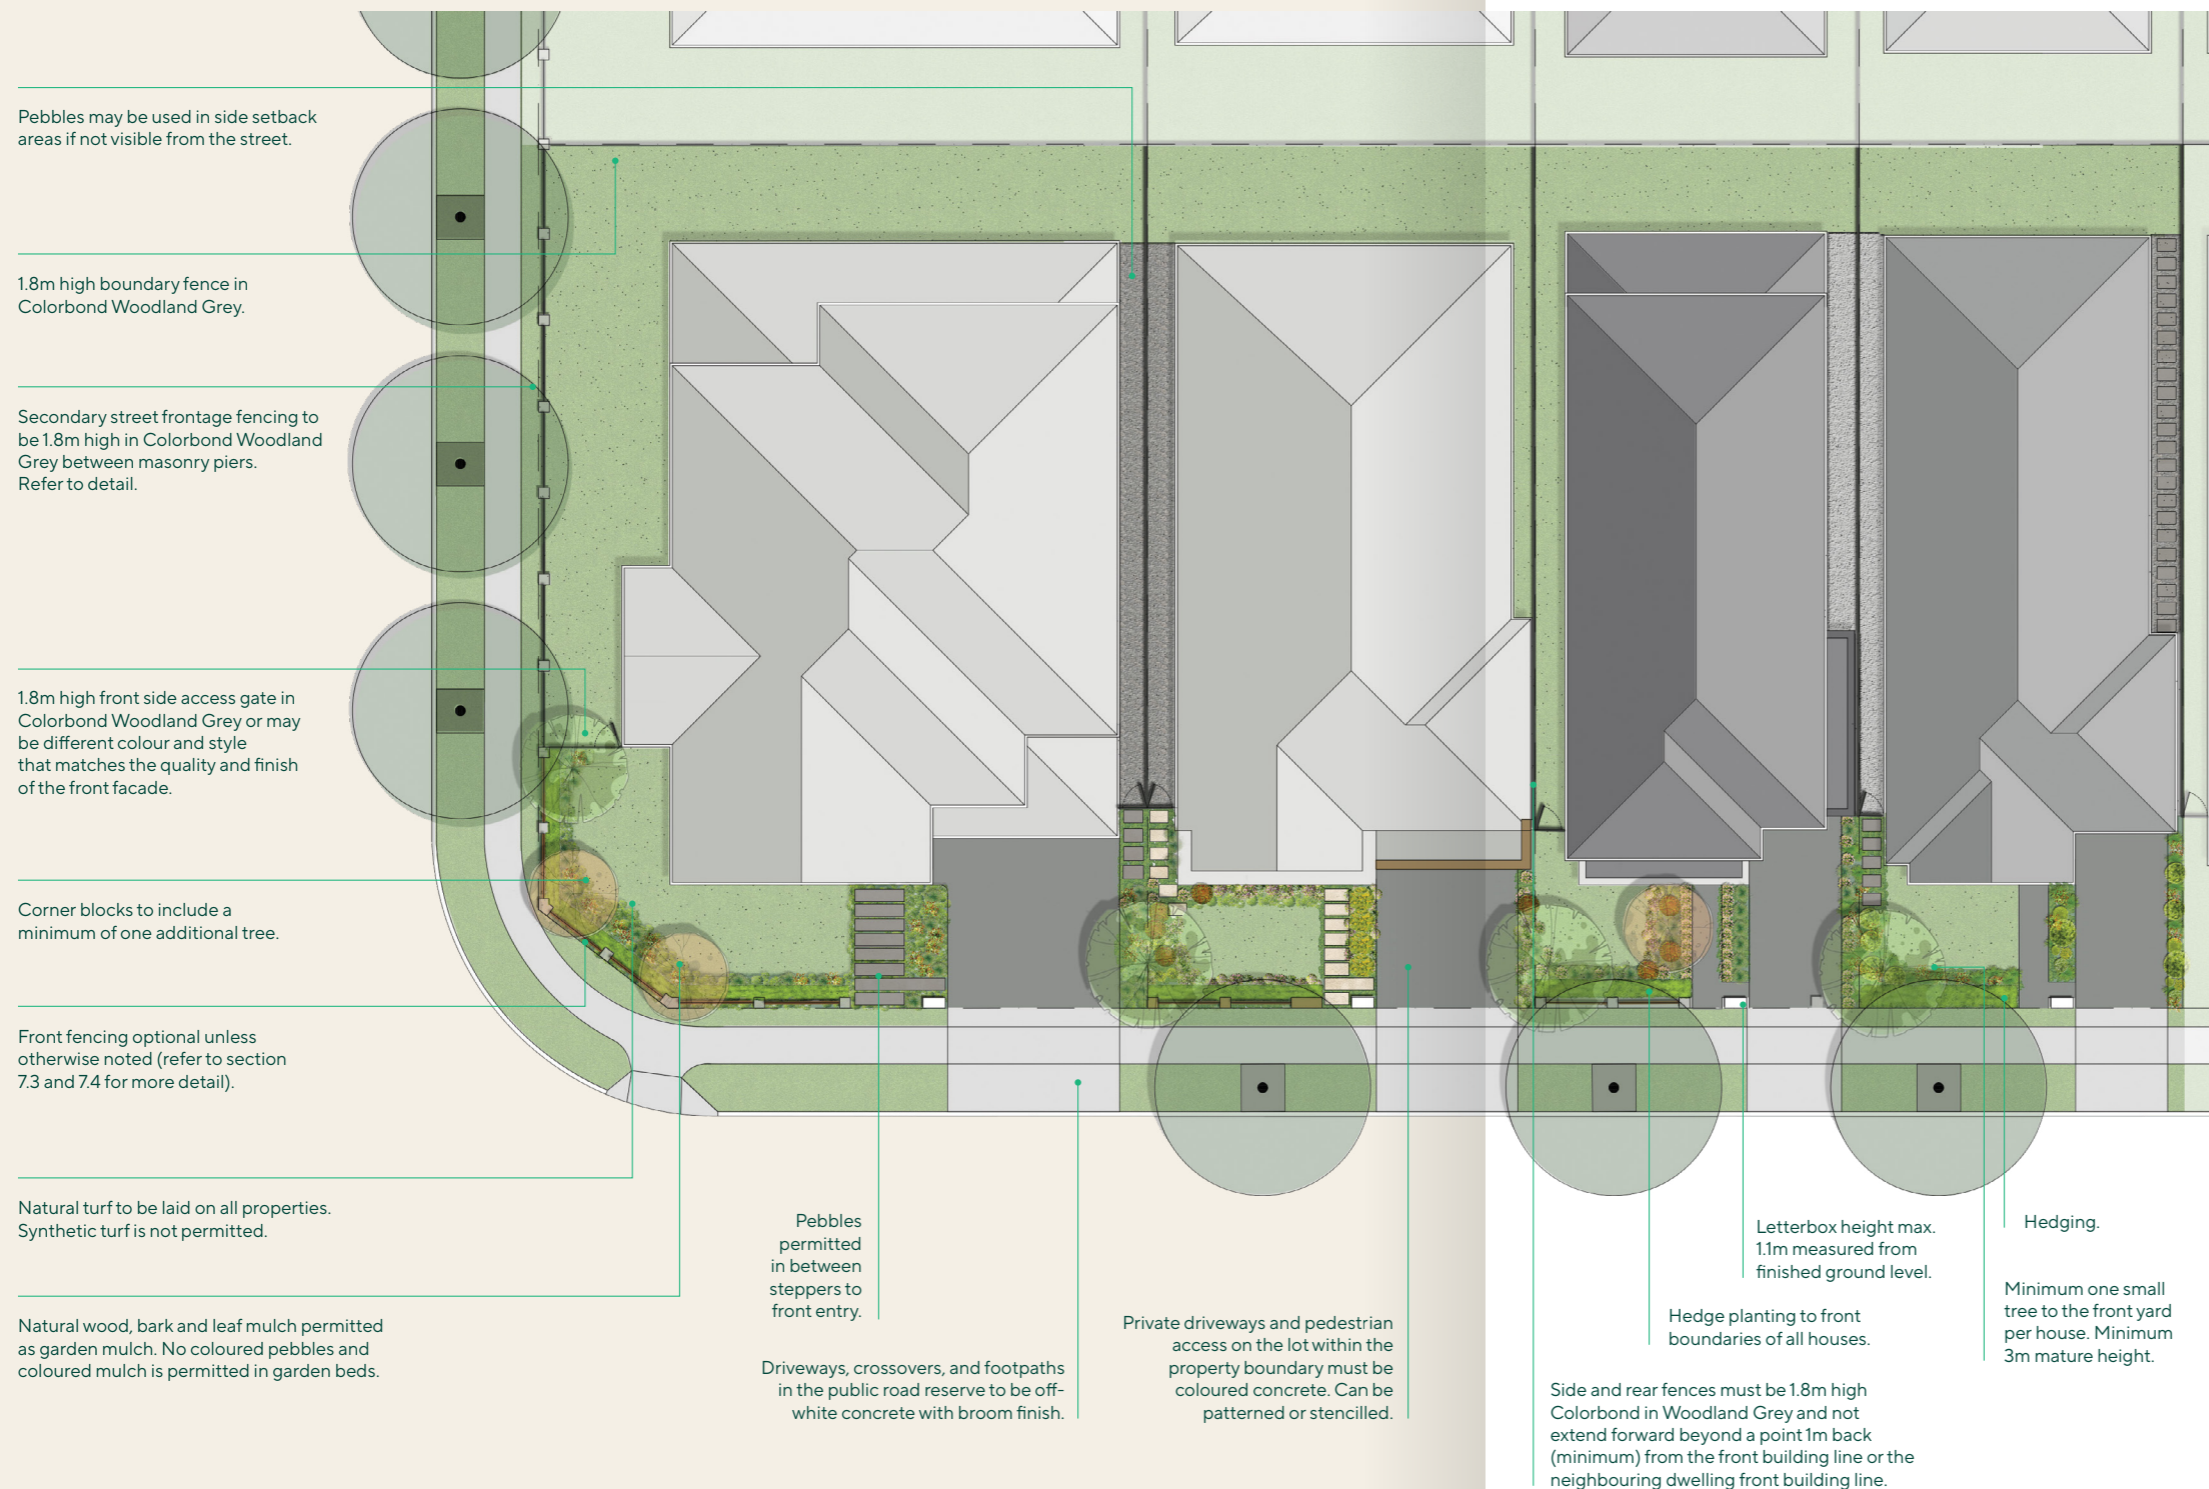 Pebbles may be used in side setback
areas if not visible from the street.
1.8m high boundary fence in
Colorbond Woodland Grey.
Secondary street frontage fencing to
be 1.8m high in Colorbond Woodland
Grey between masonry piers.
Refer to detail.
1.8m high front side access gate in
Colorbond Woodland Grey or may
be different colour and style
that matches the quality and finish
of the front facade.
Corner blocks to include a
minimum of one additional tree.
Front fencing optional unless
otherwise noted (refer to section
7.3 and 7.4 for more detail).
Natural turf to be laid on all properties.
Synthetic turf is not permitted.
Natural wood, bark and leaf mulch permitted
as garden mulch. No coloured pebbles and
coloured mulch is permitted in garden beds.
Pebbles
permitted
in between
steppers to
front entry.
Driveways, crossovers, and footpaths
in the public road reserve to be off-
white concrete with broom finish.
Private driveways and pedestrian
access on the lot within the
property boundary must be
coloured concrete. Can be
patterned or stencilled.
Side and rear fences must be 1.8m high
Colorbond in Woodland Grey and not
extend forward beyond a point 1m back
(minimum) from the front building line or the
neighbouring dwelling front building line.
Hedge planting to front
boundaries of all houses.
Letterbox height max.
1.1m measured from
finished ground level.
Hedging.
Minimum one small
tree to the front yard
per house. Minimum
3m mature height.